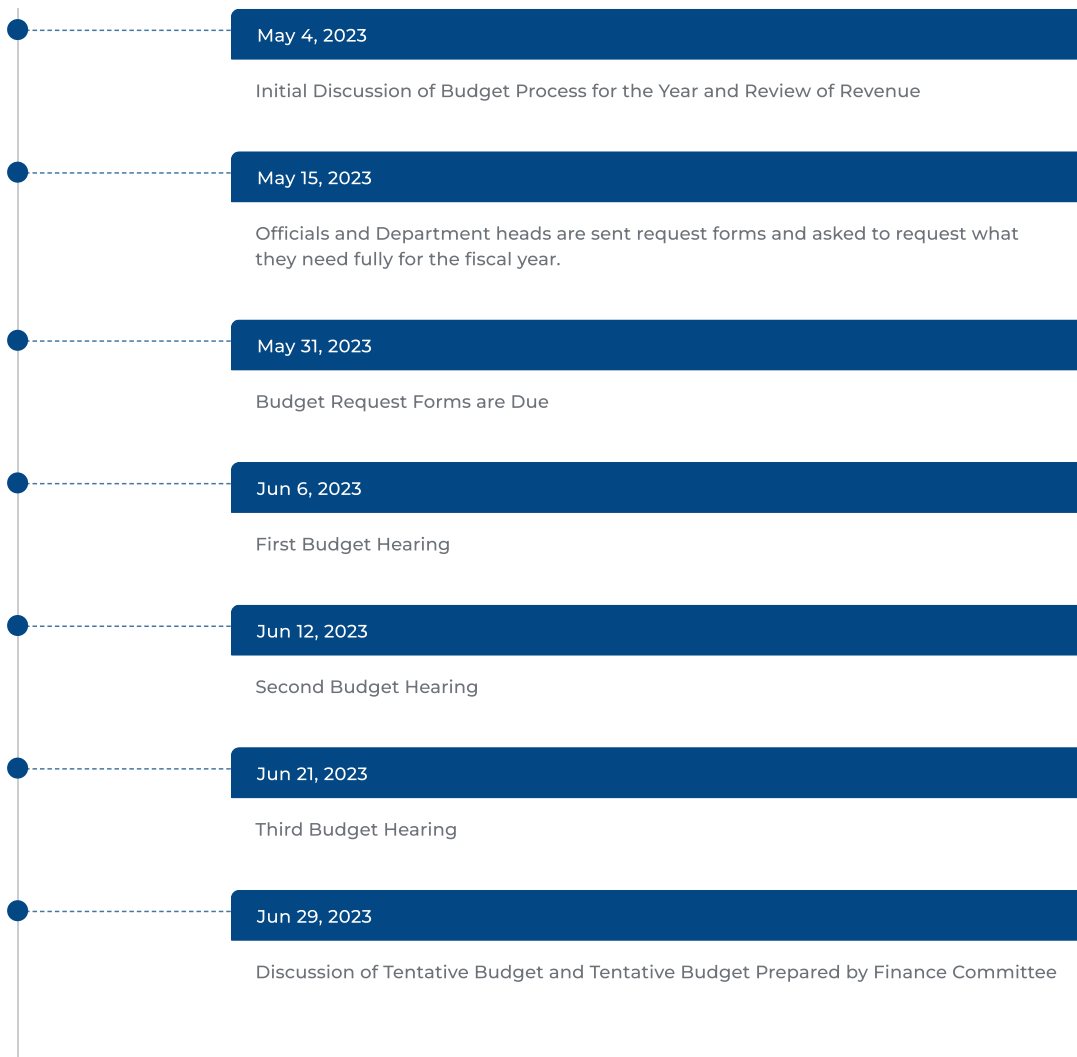 May 4, 2023
Initial Discussion of Budget Process for the Year and Review of Revenue
May 15, 2023
Officials and Department heads are sent request forms and asked to request what
they need fully for the fiscal year.
May 31, 2023
Budget Request Forms are Due
Jun 6, 2023
First Budget Hearing
Jun 12, 2023
Second Budget Hearing
Jun 21, 2023
Third Budget Hearing
Jun 29, 2023
Discussion of Tentative Budget and Tentative Budget Prepared by Finance Committee